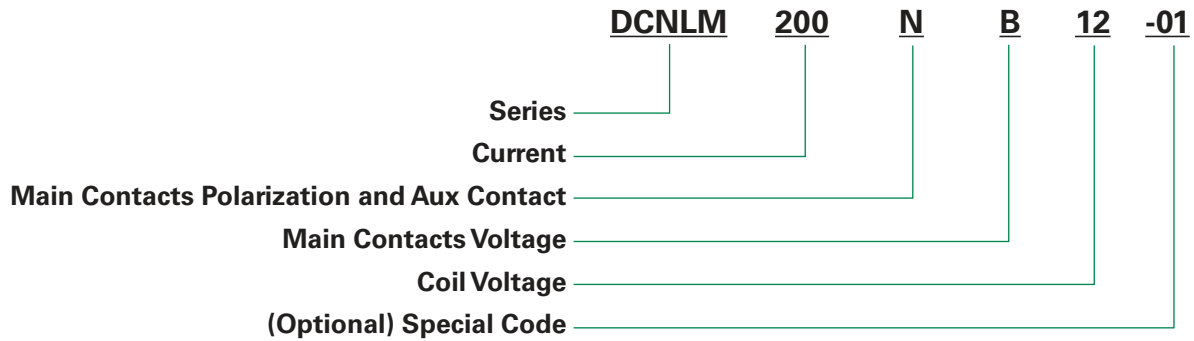 DCNLM 200 N B 12 -01
Series
Current
Main Contacts Polarization and Aux Contact
Main Contacts Voltage
Coil Voltage
(Optional) Special Code